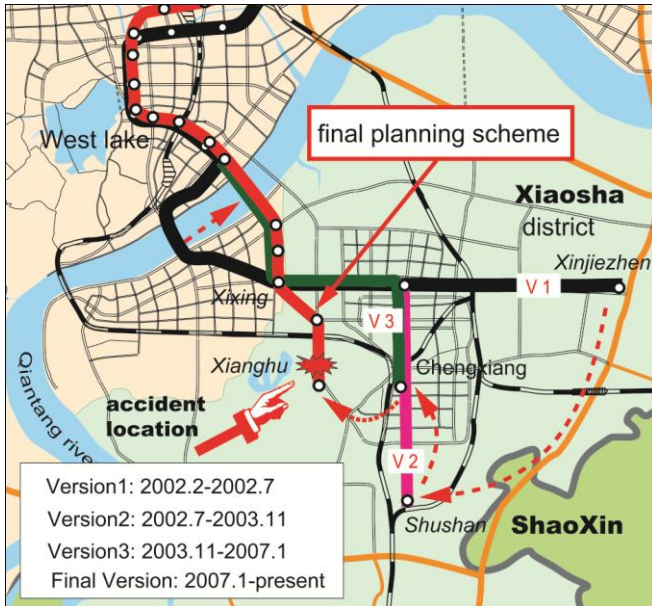 West lake
final planning scheme
Xiaosha
district
Xinjiezhen
V 1
Xixing
V 3
Xianghu
Chengxiang
accident
location
Qiantang river
V 2
Shushan
ShaoXin
Version1: 2002.2-2002.7
Version2: 2002.7-2003.11
Version3: 2003.11-2007.1
Final Version: 2007.1-present